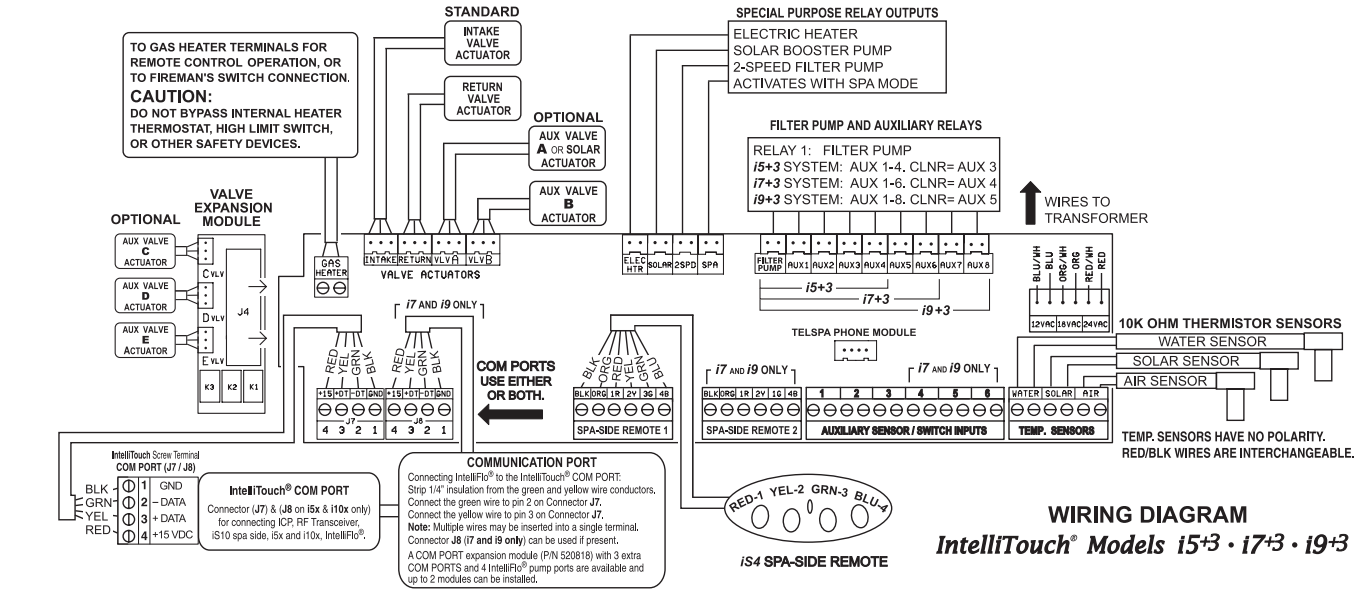 STANDARD
INTAKE
VALVE
ACTUATOR
RETURN
VALVE
ACTUATOR
OPTIONAL
AUX VALVE
A OR SOLAR
ACTUATOR
AUX VALVE
B
ACTUATOR
TO GAS HEATER TERMINALS FOR
REMOTE CONTROL OPERATION, OR
TO FIREMAN'S SWITCH CONNECTION.
CAUTION:
DO NOT BYPASS INTERNAL HEATER
THERMOSTAT, HIGH LIMIT SWITCH,
OR OTHER SAFETY DEVICES.
SPECIAL PURPOSE RELAY OUTPUTS
ELECTRIC HEATER
SOLAR BOOSTER PUMP
2-SPEED FILTER PUMP
ACTIVATES WITH SPA MODE
FILTER PUMP AND AUXILIARY RELAYS
RELAY 1: FILTER PUMP
i5+3 SYSTEM: AUX 1-4. CLNR= AUX 3
i7+3 SYSTEM: AUX 1-6. CLNR= AUX 4
i9+3 SYSTEM: AUX 1-8. CLNR= AUX 5
WIRES TO
TRANSFORMER
VALVE
EXPANSION
MODULE
OPTIONAL
AUX VALVE
C
ACTUATOR
AUX VALVE
D
ACTUATOR
AUX VALVE
E
ACTUATOR
C VLV
D VLV
E VLV
J4
K3 K2 K1
GAS
HEATER
INTAKE RETURN VLV A VLV B
VALVE ACTUATORS
ELEC
HTR SOLAR 2SPD SPA
FILTER
PUMP AUX1 AUX2 AUX3 AUX4 AUX5 AUX6 AUX7 AUX8
i5+3
i7+3
i9+3
BLU/WH BLU ORG/WH ORG RED/WH RED
12VAC 18VAC 24VAC
10K OHM THERMISTOR SENSORS
WATER SENSOR
SOLAR SENSOR
AIR SENSOR
TELSPA PHONE MODULE
i7 AND i9 ONLY
RED YEL GRN BLK
RED YEL GRN BLK
+15 +DT -DT GND
J7
4 3 2 1
+15 +DT -DT GND
J8
4 3 2 1
COM PORTS
USE EITHER
OR BOTH.
BLK ORG RED YEL GRN BLU
BLK ORG 1R 2Y 3G 4B
SPA-SIDE REMOTE 1
i7 AND i9 ONLY
BLK ORG 1R 2Y 1G 4B
SPA-SIDE REMOTE 2
i7 AND i9 ONLY
1 2 3 4 5 6
AUXILIARY SENSOR / SWITCH INPUTS
WATER SOLAR AIR
TEMP. SENSORS
TEMP. SENSORS HAVE NO POLARITY.
RED/BLK WIRES ARE INTERCHANGEABLE.
IntelliTouch Screw Terminal
COM PORT (J7 / J8)
BLK 1 GND
GRN 2 – DATA
YEL 3 + DATA
RED 4 +15 VDC
IntelliTouch® COM PORT
Connector (J7) & (J8 on i5x & i10x only)
for connecting ICP, RF Transceiver,
iS10 spa side, i5x and i10x, IntelliFlo®.
COMMUNICATION PORT
Connecting IntelliFlo® to the IntelliTouch® COM PORT:
Strip 1/4" insulation from the green and yellow wire conductors.
Connect the green wire to pin 2 on Connector J7.
Connect the yellow wire to pin 3 on Connector J7.
Note: Multiple wires may be inserted into a single terminal.
Connector J8 (i7 and i9 only) can be used if present.
A COM PORT expansion module (P/N 520818) with 3 extra
COM PORTS and 4 IntelliFlo® pump ports are available and
up to 2 modules can be installed.
RED-1 YEL-2 GRN-3 BLU-4
iS4 SPA-SIDE REMOTE
WIRING DIAGRAM
IntelliTouch® Models i5+3 · i7+3 · i9+3